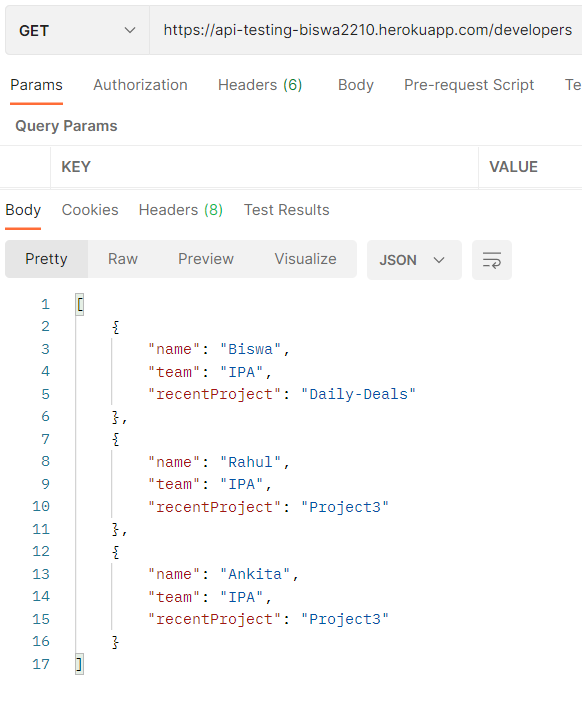 GET https://api-testing-biswa2210.herokuapp.com/developers
Params Authorization Headers (6) Body Pre-request Script Te
Query Params
KEY VALUE
Body Cookies Headers (8) Test Results
Pretty Raw Preview Visualize JSON
1 [
2 {
3 "name": "Biswa",
4 "team": "IPA",
5 "recentProject": "Daily-Deals"
6 },
7 {
8 "name": "Rahul",
9 "team": "IPA",
10 "recentProject": "Project3"
11 },
12 {
13 "name": "Ankita",
14 "team": "IPA",
15 "recentProject": "Project3"
16 }
17 ]